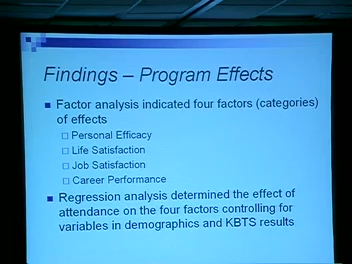 Findings – Program Effects
Factor analysis indicated four factors (categories)
of effects
Personal Efficacy
Life Satisfaction
Job Satisfaction
Career Performance
Regression analysis determined the effect of
attendance on the four factors controlling for
variables in demographics and KBTS results